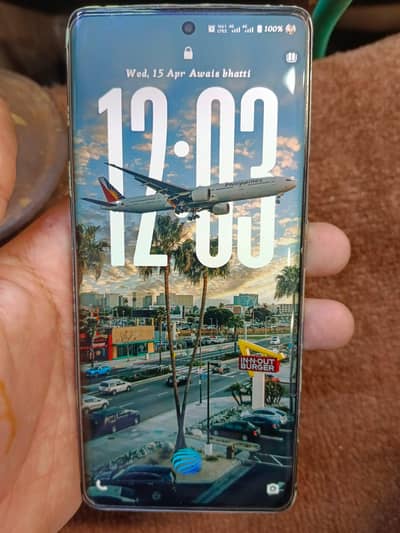 100%
Wed, 15 Apr Awais bhatti
12:03
Philippines
IN-N-OUT
BURGER